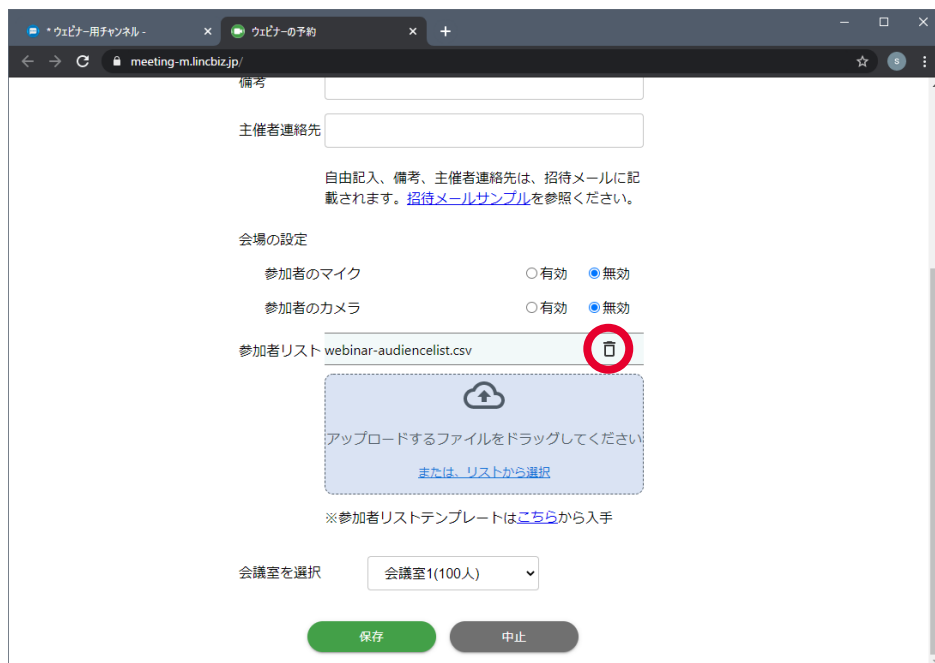 * ウェビナー用チャンネル -
ウェビナーの予約
meeting-m.lincbiz.jp/
S
備考
主催者連絡先
自由記入、備考、主催者連絡先は、招待メールに記
載されます。招待メールサンプルを参照ください。
会場の設定
参加者のマイク 有効 無効
参加者のカメラ 有効 無効
参加者リスト webinar-audiencelist.csv
アップロードするファイルをドラッグしてください
または、リストから選択
※参加者リストテンプレートはこちらから入手
会議室を選択 会議室1(100人)
保存 中止